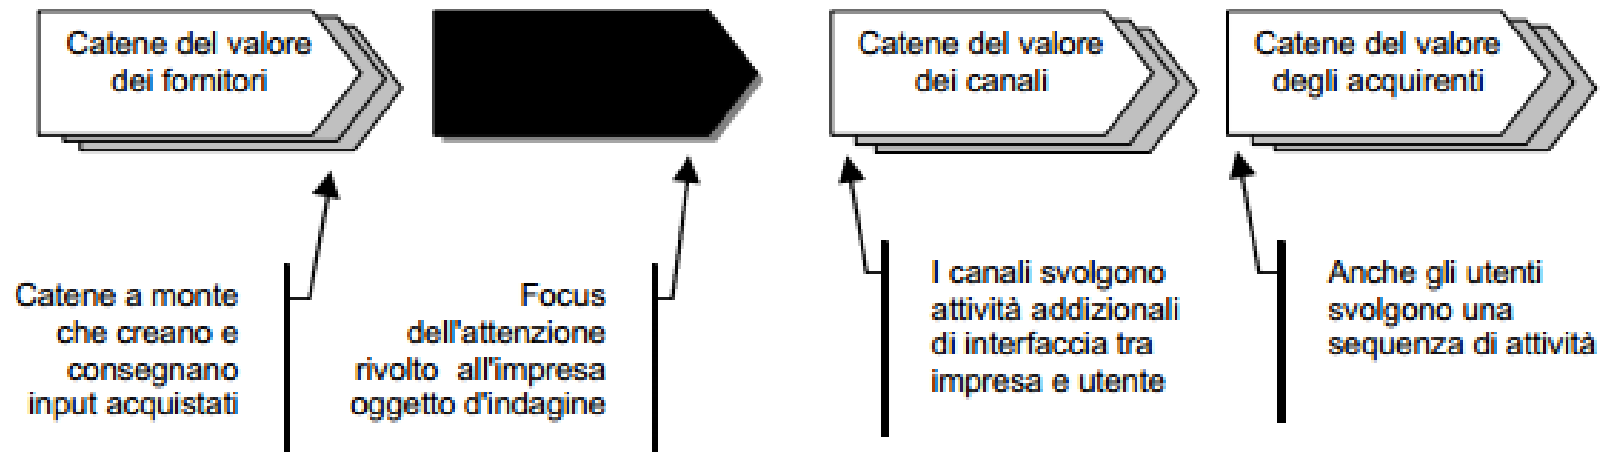 Catene del valore
dei fornitori
Catene del valore
dei canali
Catene del valore
degli acquirenti
Catene a monte
che creano e
consegnano
input acquistati
Focus
dell'attenzione
rivolto all'impresa
oggetto d'indagine
I canali svolgono
attività addizionali
di interfaccia tra
impresa e utente
Anche gli utenti
svolgono una
sequenza di attività